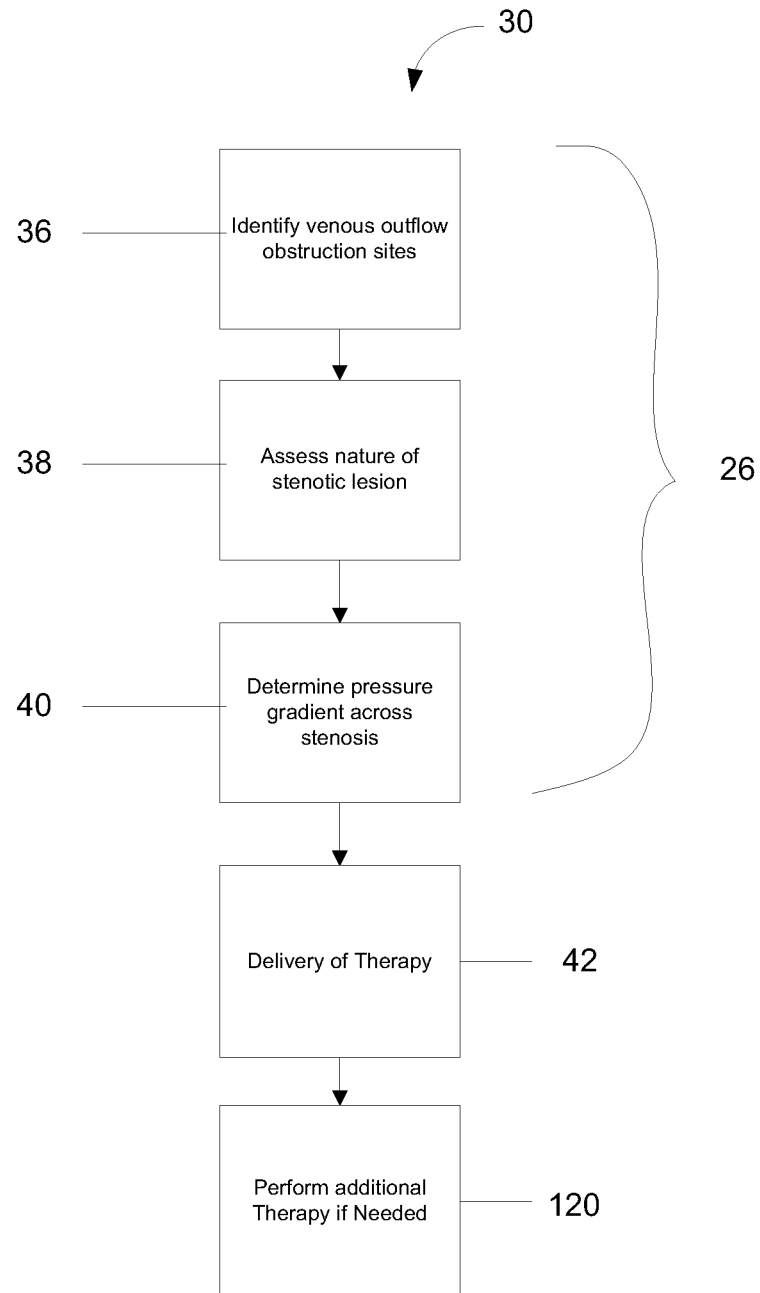 30
36
Identify venous outflow
obstruction sites
38
Assess nature of
stenotic lesion
26
40
Determine pressure
gradient across
stenosis
Delivery of Therapy
42
Perform additional
Therapy if Needed
120